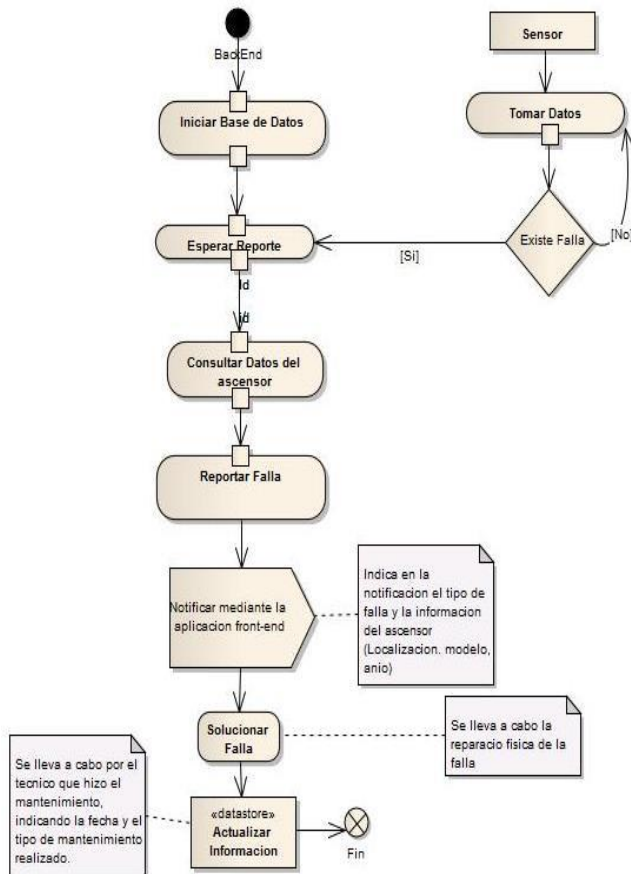 BackEnd
Sensor
Iniciar Base de Datos
Tomar Datos
Esperar Reporte
[Si]
Existe Falla
[No]
Id
id
Consultar Datos del
ascensor
Reportar Falla
Notificar mediante la
aplicacion front-end
Indica en la
notificacion el tipo de
falla y la informacion
del ascensor
(Localizacion. modelo,
anio)
Solucionar
Falla
Se lleva a cabo la
reparacio fisica de la
falla
Se lleva a cabo por el
tecnico que hizo el
mantenimiento,
indicando la fecha y el
tipo de mantenimiento
realizado.
«datastore»
Actualizar
Informacion
Fin